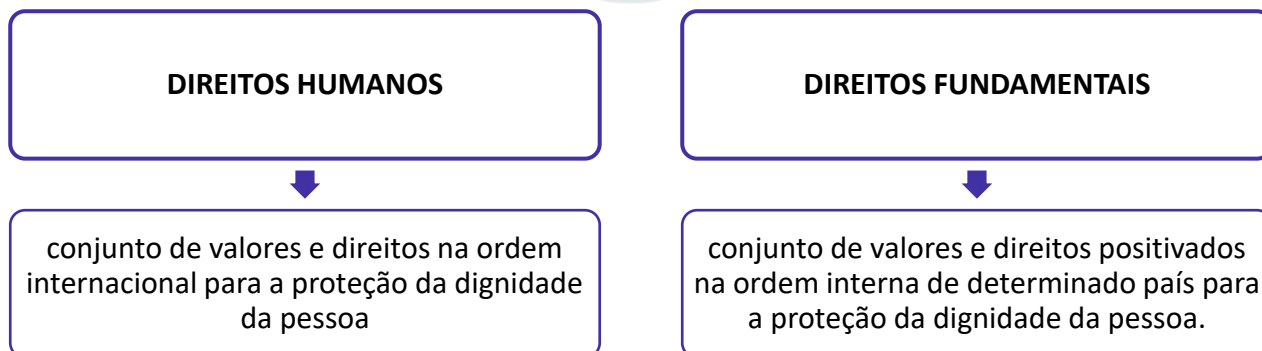 DIREITOS HUMANOS
conjunto de valores e direitos na ordem
internacional para a proteção da dignidade
da pessoa
DIREITOS FUNDAMENTAIS
conjunto de valores e direitos positivados
na ordem interna de determinado país para
a proteção da dignidade da pessoa.